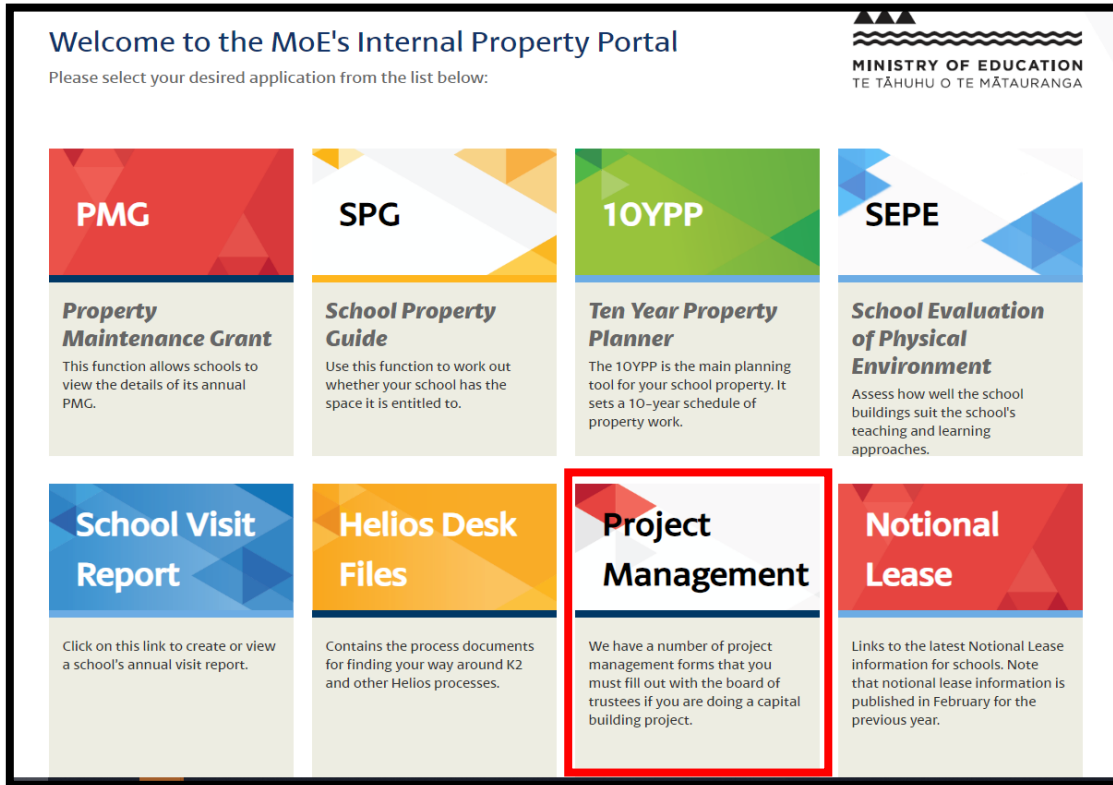 Welcome to the MoE's Internal Property Portal
Please select your desired application from the list below:
MINISTRY OF EDUCATION
TE TĀHUHU O TE MĀTAURANGA
PMG
SPG
10YPP
SEPE
Property
Maintenance Grant
This function allows schools to
view the details of its annual
PMG.
School Property
Guide
Use this function to work out
whether your school has the
space it is entitled to.
Ten Year Property
Planner
The 10YPP is the main planning
tool for your school property. It
sets a 10-year schedule of
property work.
School Evaluation
of Physical
Environment
Assess how well the school
buildings suit the school's
teaching and learning
approaches.
School Visit
Report
Helios Desk
Files
Project
Management
Notional
Lease
Click on this link to create or view
a school's annual visit report.
Contains the process documents
for finding your way around K2
and other Helios processes.
We have a number of project
management forms that you
must fill out with the board of
trustees if you are doing a capital
building project.
Links to the latest Notional Lease
information for schools. Note
that notional lease information is
published in February for the
previous year.